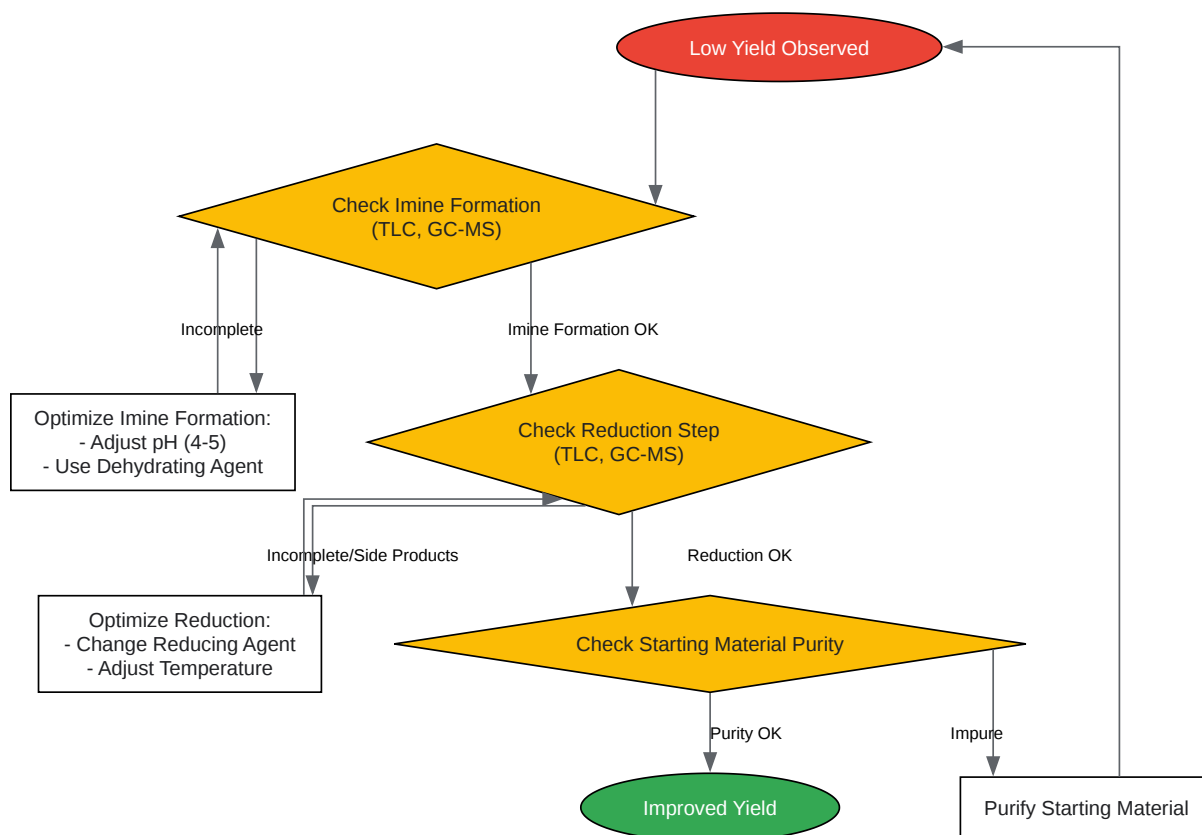 Low Yield Observed
Check Imine Formation
(TLC, GC-MS)
Incomplete
Imine Formation OK
Optimize Imine Formation:
- Adjust pH (4-5)
- Use Dehydrating Agent
Check Reduction Step
(TLC, GC-MS)
Incomplete/Side Products
Reduction OK
Optimize Reduction:
- Change Reducing Agent
- Adjust Temperature
Check Starting Material Purity
Purity OK
Impure
Improved Yield
Purify Starting Material